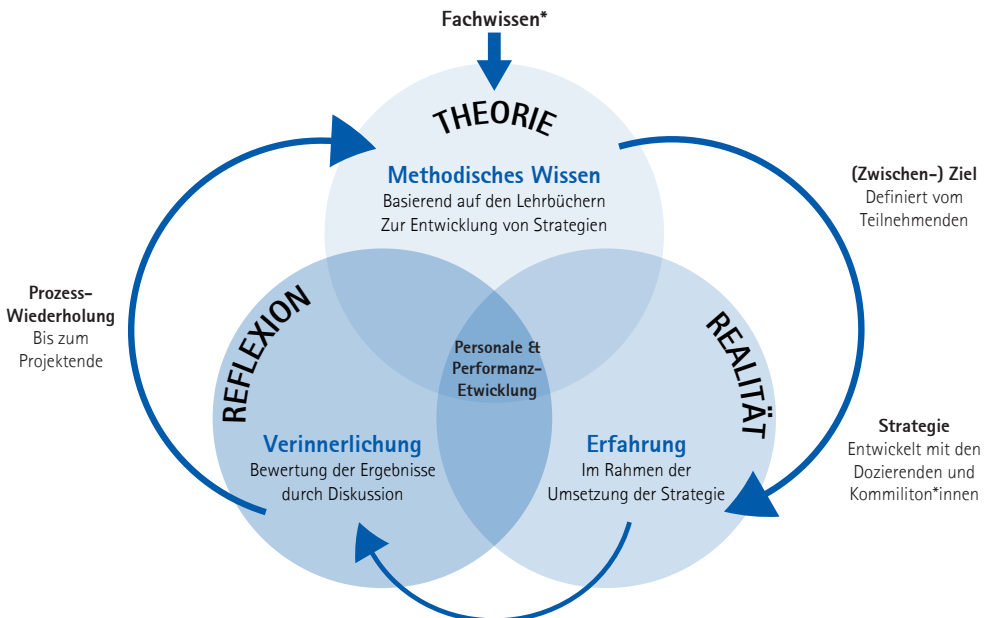 Fachwissen*
THEORIE
Methodisches Wissen
Basierend auf den Lehrbüchern
Zur Entwicklung von Strategien
(Zwischen-) Ziel
Definiert vom
Teilnehmenden
Prozess-
Wiederholung
Bis zum
Projektende
REFLEXION
REALITÄT
Personale &
Performanz-
Etwicklung
Verinnerlichung
Bewertung der Ergebnisse
durch Diskussion
Erfahrung
Im Rahmen der
Umsetzung der Strategie
Strategie
Entwickelt mit den
Dozierenden und
Kommiliton*innen